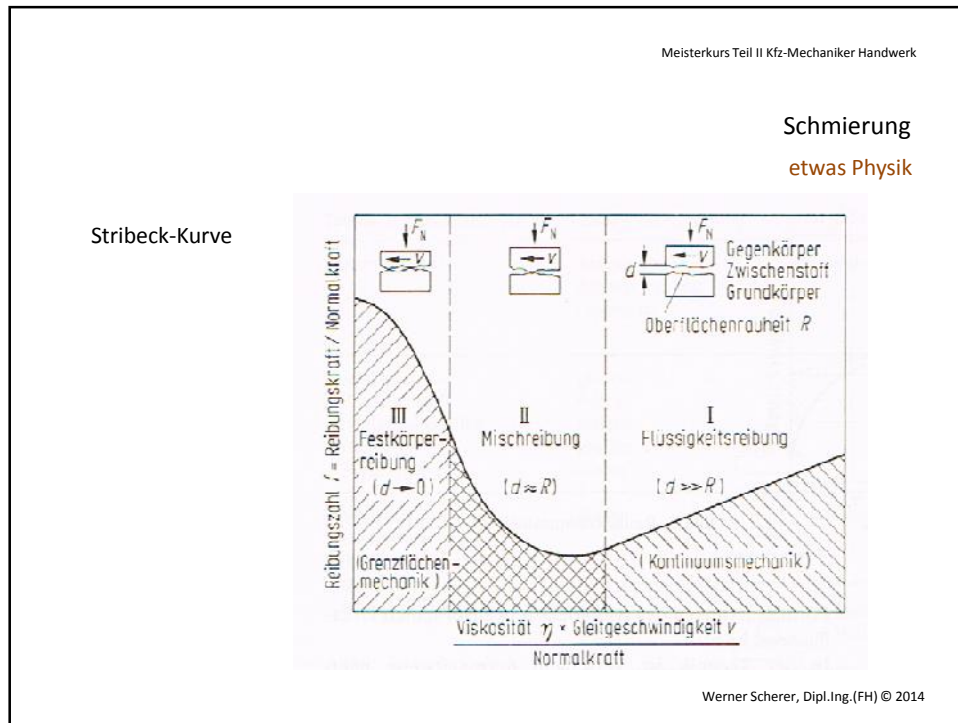 Meisterkurs Teil II Kfz-Mechaniker Handwerk
Schmierung
etwas Physik
Stribeck-Kurve
Reibungszahl f = Reibungskraft / Normalkraft
F_N
v
F_N
v
F_N
v
d
Gegenkörper
Zwischenstoff
Grundkörper
Oberflächenrauheit R
III
Festkörper-
reibung
(d → 0)
(Grenzflächen-
mechanik)
II
Mischreibung
(d ≈ R)
I
Flüssigkeitsreibung
(d >> R)
(Kontinuumsmechanik)
Viskosität η * Gleitgeschwindigkeit v
Normalkraft
Werner Scherer, Dipl.Ing.(FH) © 2014